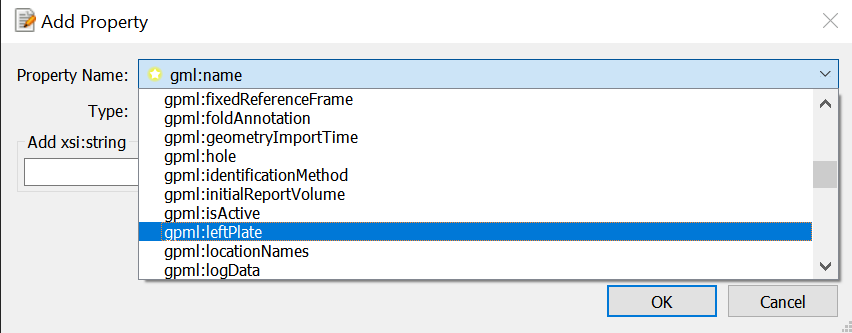 Add Property
Property Name: gml:name
gpml:fixedReferenceFrame
Type: gpml:foldAnnotation
gpml:geometryImportTime
Add xsi:string
gpml:hole
gpml:identificationMethod
gpml:initialReportVolume
gpml:isActive
gpml:leftPlate
gpml:locationNames
gpml:logData
OK Cancel